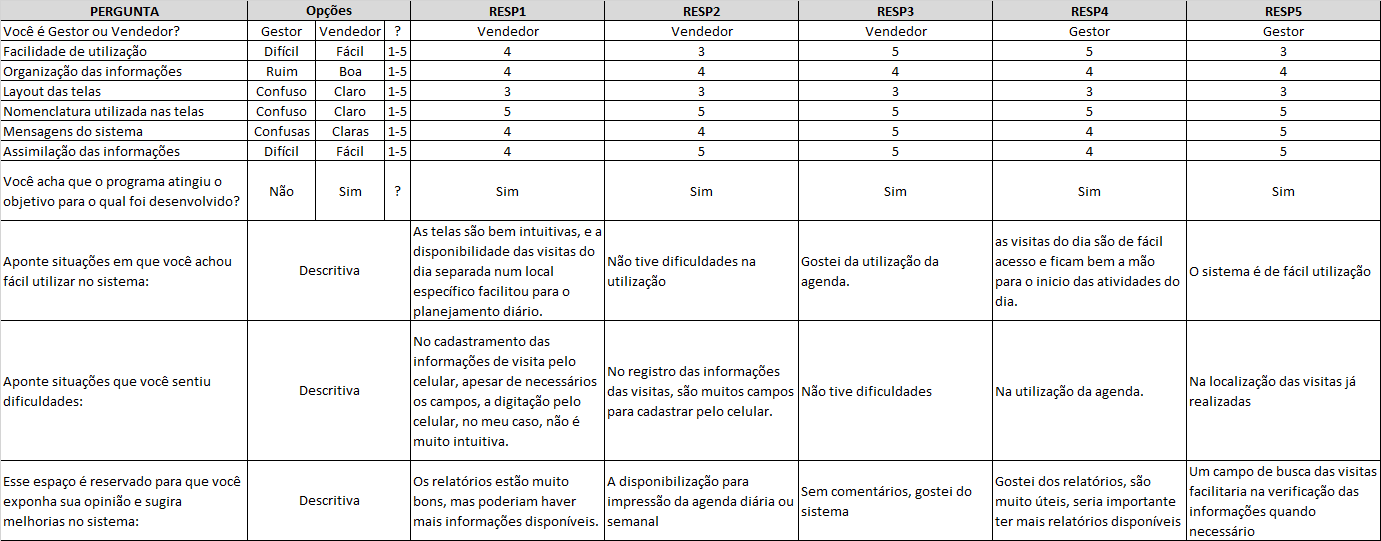 PERGUNTA Opções RESP1 RESP2 RESP3 RESP4 RESP5
Você é Gestor ou Vendedor? Gestor Vendedor ? Vendedor Vendedor Vendedor Gestor Gestor
Facilidade de utilização Difícil Fácil 1-5 4 3 5 5 3
Organização das informações Ruim Boa 1-5 4 4 4 4 4
Layout das telas Confuso Claro 1-5 3 3 3 3 3
Nomenclatura utilizada nas telas Confuso Claro 1-5 5 5 5 5 5
Mensagens do sistema Confusas Claras 1-5 4 4 5 4 5
Assimilação das informações Difícil Fácil 1-5 4 5 5 4 5
Você acha que o programa atingiu o
objetivo para o qual foi desenvolvido?
Não Sim ? Sim Sim Sim Sim Sim
Aponte situações em que você achou
fácil utilizar no sistema:
Descritiva
As telas são bem intuitivas, e a
disponibilidade das visitas do
dia separada num local
específico facilitou para o
planejamento diário.
Não tive dificuldades na
utilização
Gostei da utilização da
agenda.
as visitas do dia são de fácil
acesso e ficam bem a mão
para o inicio das atividades do
dia.
O sistema é de fácil utilização
Aponte situações que você sentiu
dificuldades:
Descritiva
No cadastramento das
informações de visita pelo
celular, apesar de necessários
os campos, a digitação pelo
celular, no meu caso, não é
muito intuitiva.
No registro das informações
das visitas, são muitos campos
para cadastrar pelo celular.
Não tive dificuldades
Na utilização da agenda.
Na localização das visitas já
realizadas
Esse espaço é reservado para que você
exponha sua opinião e sugira
melhorias no sistema:
Descritiva
Os relatórios estão muito
bons, mas poderiam haver
mais informações disponíveis.
A disponibilização para
impressão da agenda diária ou
semanal
Sem comentários, gostei do
sistema
Gostei dos relatórios, são
muito úteis, seria importante
ter mais relatórios disponíveis
Um campo de busca das visitas
facilitaria na verificação das
informações quando
necessário